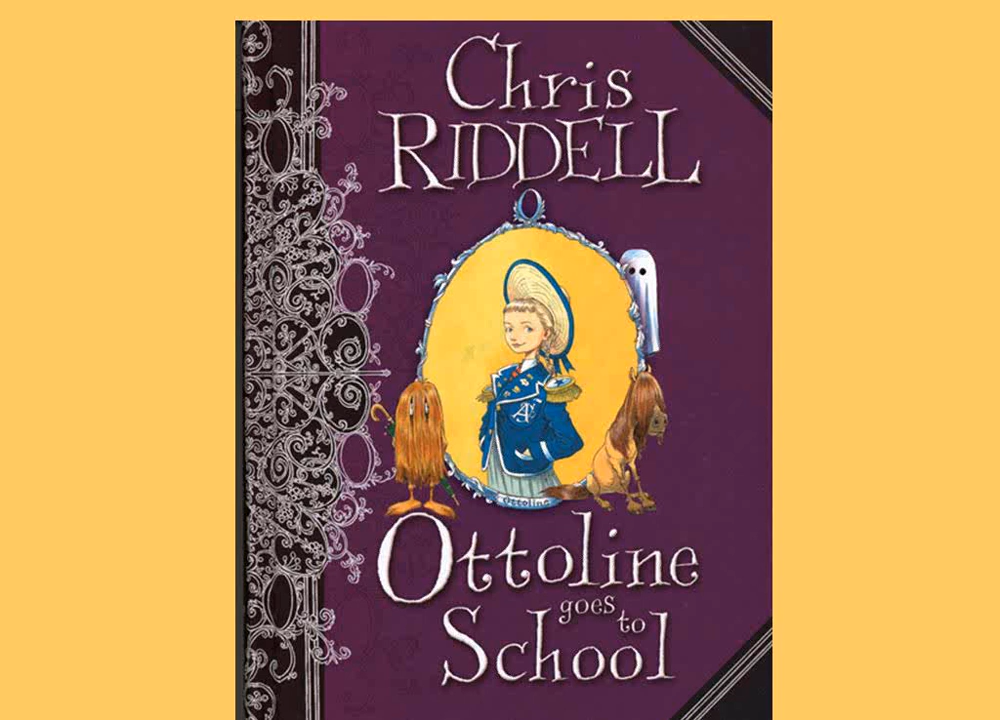 Chris
RIDDELL
O
Ottoline
Ottoline
goes
to
School